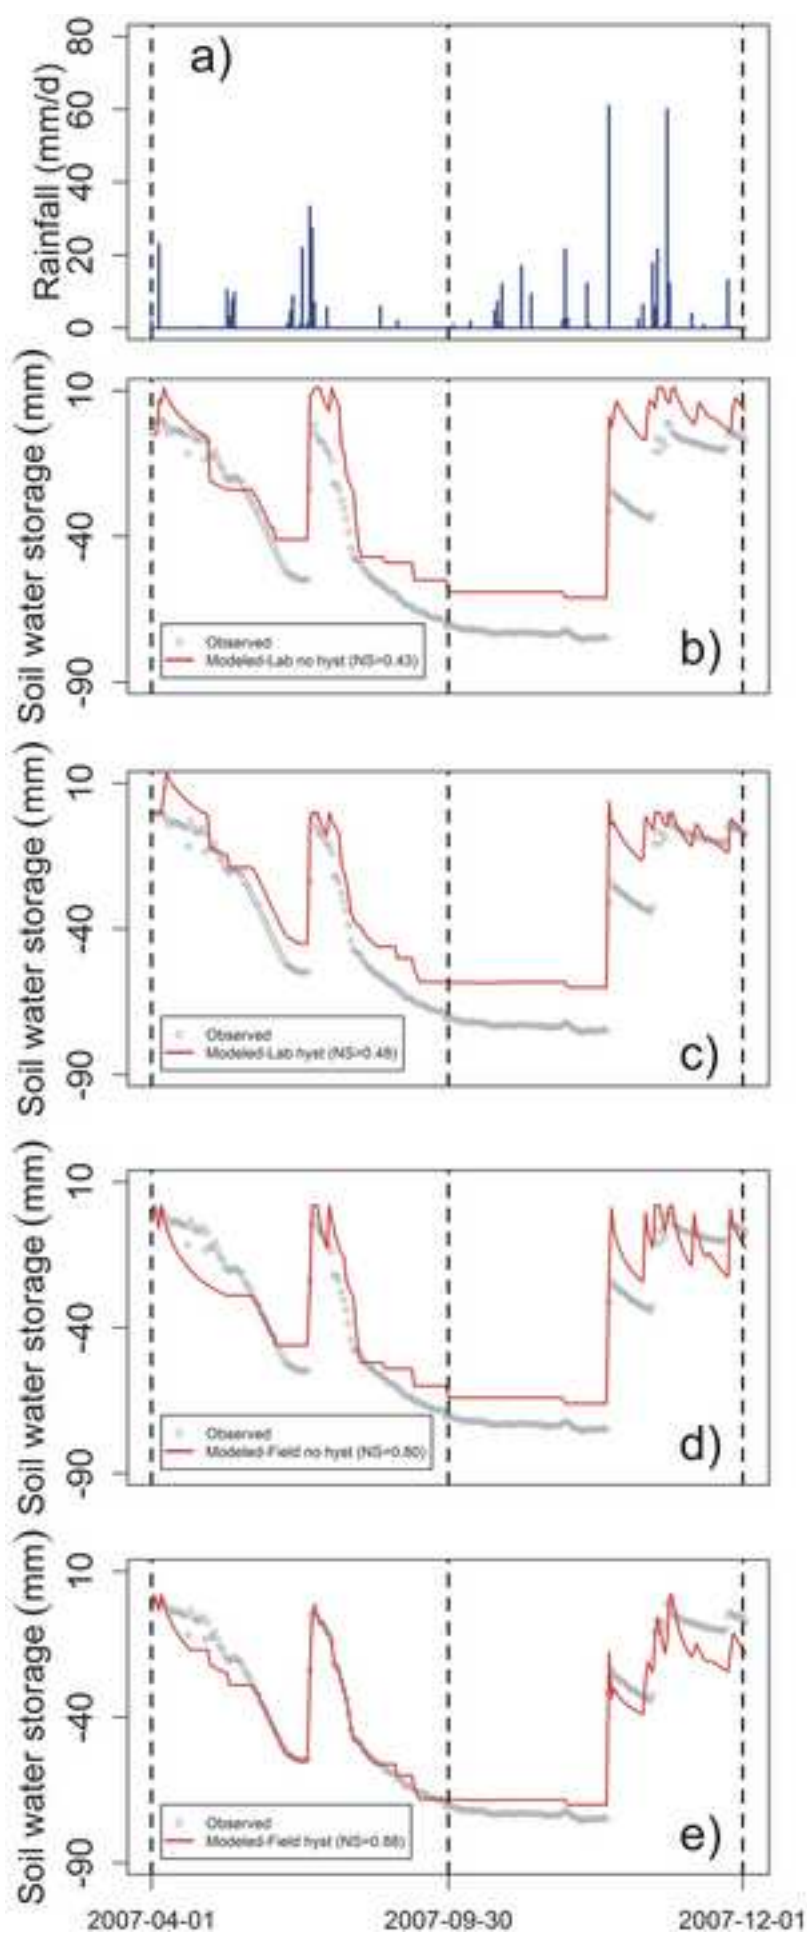 a)
Rainfall (mm/d)
80
60
40
20
0
Soil water storage (mm)
10
-40
-90
Observed
Modeled-Lab no hyst (NS=0.43)
b)
Soil water storage (mm)
10
-40
-90
Observed
Modeled-Lab hyst (NS=0.48)
c)
Soil water storage (mm)
10
-40
-90
Observed
Modeled-Field no hyst (NS=0.80)
d)
Soil water storage (mm)
10
-40
-90
Observed
Modeled-Field hyst (NS=0.88)
e)
2007-04-01 2007-09-30 2007-12-01